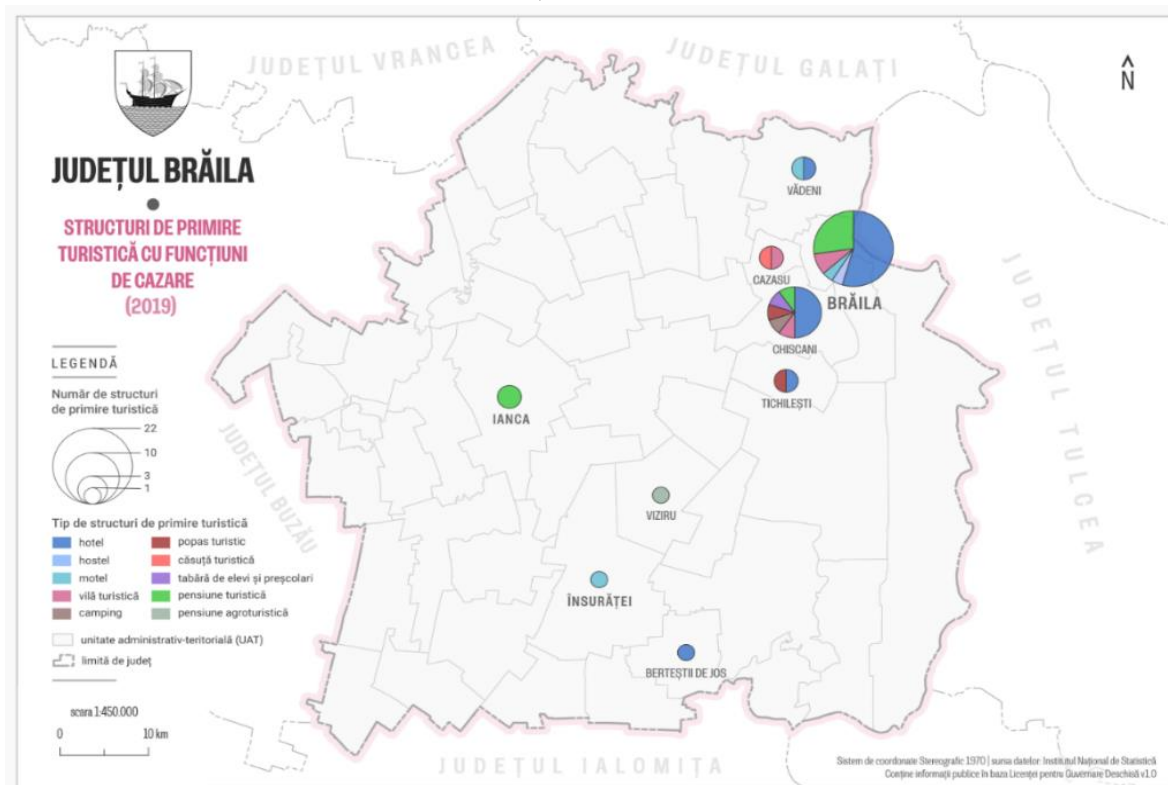 JUDEȚUL VRANCEA
JUDEȚUL GALAȚI
N
JUDEȚUL BRĂILA
STRUCTURI DE PRIMIRE
TURISTICĂ CU FUNCȚIUNI
DE CAZARE
(2019)
VĂDENI
CAZASU
BRĂILA
CHISCANI
TICHILEȘTI
IANCA
VIZIRU
ÎNSURĂȚEI
BERTEȘTII DE JOS
JUDEȚUL TULCEA
JUDEȚUL BUZĂU
JUDEȚUL IALOMIȚA
LEGENDĂ
Număr de structuri
de primire turistică
22
10
3
1
Tip de structuri de primire turistică
hotel
hostel
motel
vilă turistică
camping
popas turistic
căsuță turistică
tabără de elevi și preșcolari
pensiune turistică
pensiune agroturistică
unitate administrativ-teritorială (UAT)
limită de județ
scara 1:450.000
0 10 km
Sistem de coordonate Stereografic 1970 | sursa datelor: Institutul Național de Statistică
Conține informații publice în baza Licenței pentru Guvernare Deschisă v1.0